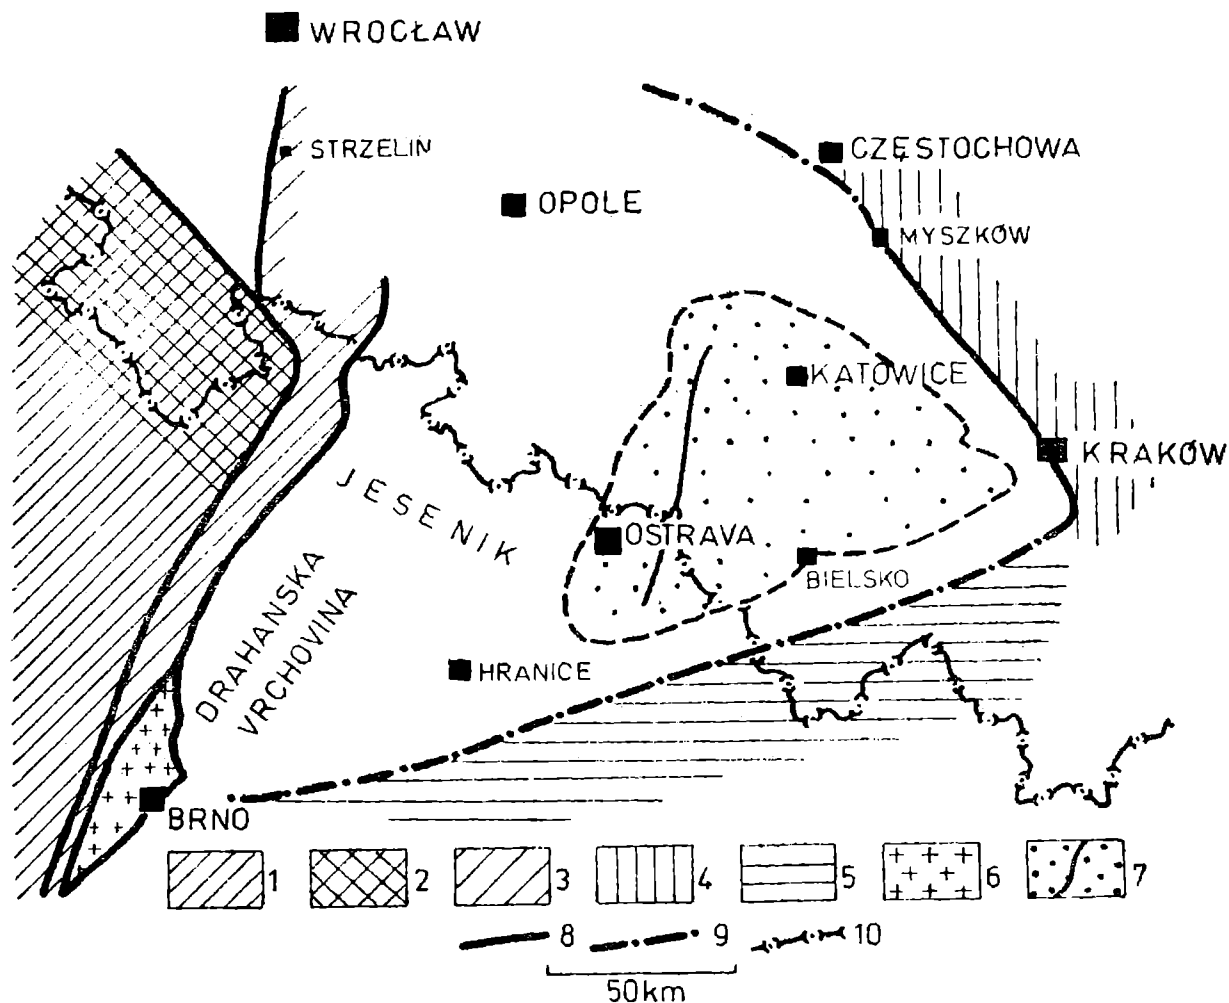 WROCŁAW
STRZELIN
CZĘSTOCHOWA
OPOLE
MYSZKÓW
KATOWICE
KRAKÓW
JESENIK
OSTRAVA
BIELSKO
DRAHANSKA
VRCHOVINA
HRANICE
BRNO
1 2 3 4 5 6 7
8 9 10
50km